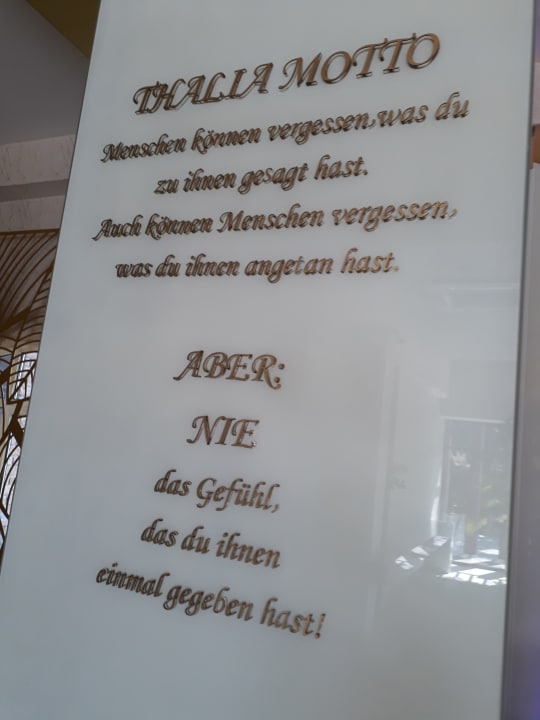 THALIA MOTTO
Menschen können vergessen, was du
zu ihnen gesagt hast.
Auch können Menschen vergessen,
was du ihnen angetan hast.
ABER:
NIE
das Gefühl,
das du ihnen
einmal gegeben hast!